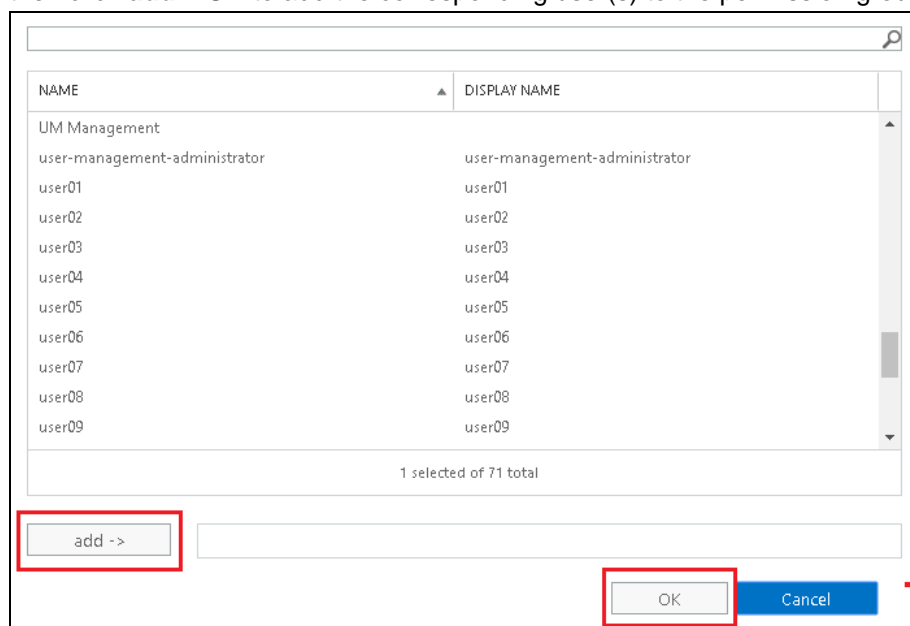 NAME DISPLAY NAME
UM Management
user-management-administrator user-management-administrator
user01 user01
user02 user02
user03 user03
user04 user04
user05 user05
user06 user06
user07 user07
user08 user08
user09 user09
1 selected of 71 total
add ->
OK Cancel